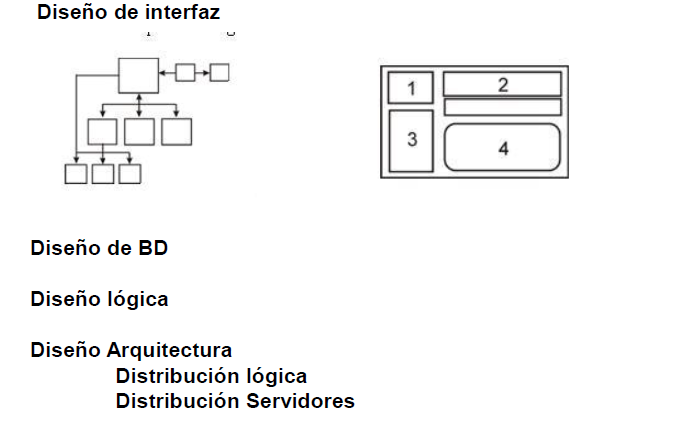 Diseño de interfaz
1
2
3
4
Diseño de BD
Diseño lógica
Diseño Arquitectura
Distribución lógica
Distribución Servidores